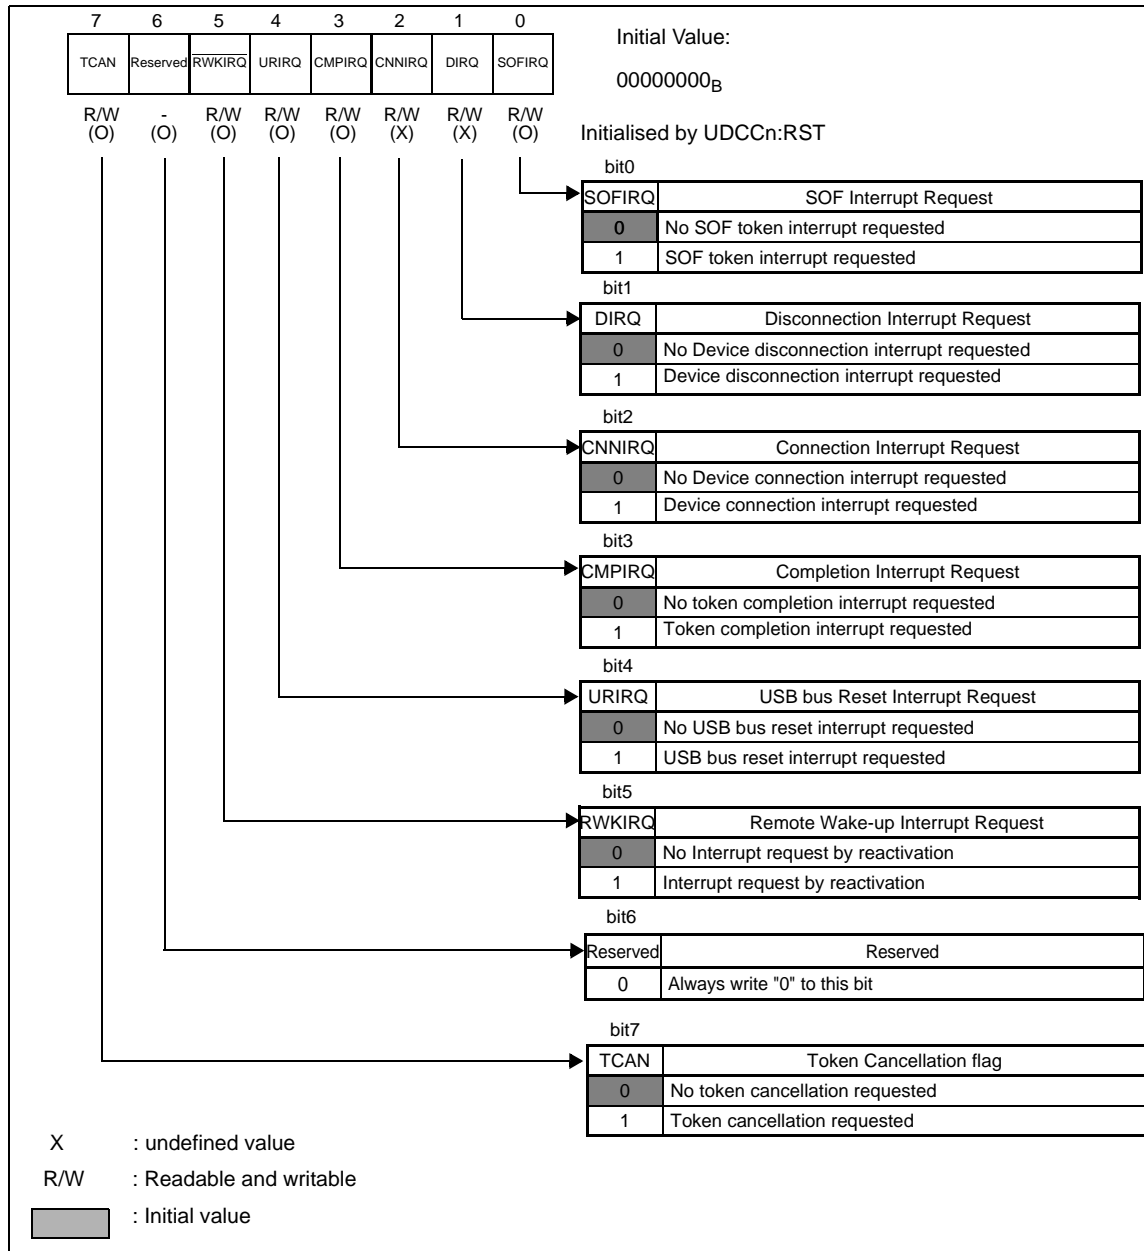 7 6 5 4 3 2 1 0
TCAN Reserved RWKIRQ URIRQ CMPIRQ CNNIRQ DIRQ SOFIRQ
R/W - R/W R/W R/W R/W R/W R/W
(O) (O) (O) (O) (O) (X) (X) (O)
Initial Value:
00000000B
Initialised by UDCCn:RST
bit0
SOFIRQ SOF Interrupt Request
0 No SOF token interrupt requested
1 SOF token interrupt requested
bit1
DIRQ Disconnection Interrupt Request
0 No Device disconnection interrupt requested
1 Device disconnection interrupt requested
bit2
CNNIRQ Connection Interrupt Request
0 No Device connection interrupt requested
1 Device connection interrupt requested
bit3
CMPIRQ Completion Interrupt Request
0 No token completion interrupt requested
1 Token completion interrupt requested
bit4
URIRQ USB bus Reset Interrupt Request
0 No USB bus reset interrupt requested
1 USB bus reset interrupt requested
bit5
RWKIRQ Remote Wake-up Interrupt Request
0 No Interrupt request by reactivation
1 Interrupt request by reactivation
bit6
Reserved Reserved
0 Always write "0" to this bit
bit7
TCAN Token Cancellation flag
0 No token cancellation requested
1 Token cancellation requested
X : undefined value
R/W : Readable and writable
: Initial value